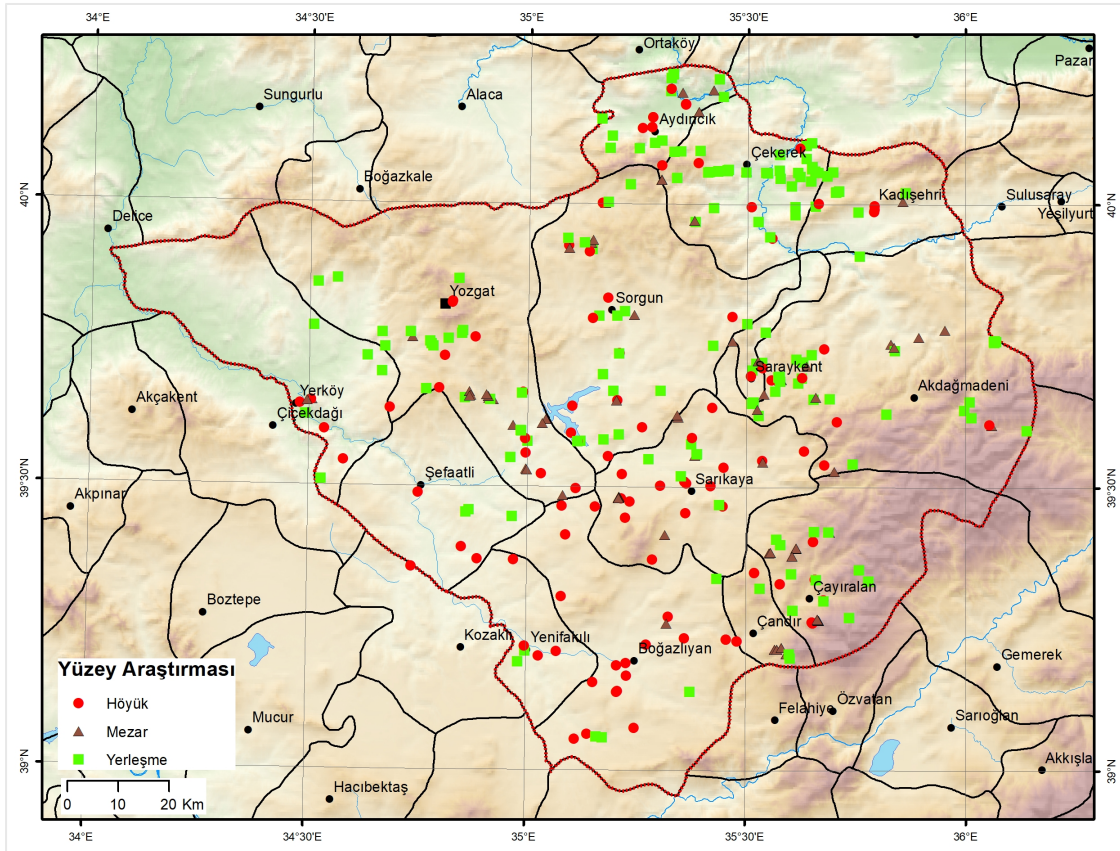 34°E 34°30'E 35°E 35°30'E 36°E
Ortaköy
Pazar
Sungurlu
Alaca
Aydıncık
Çekerek
Boğazkale
Kadışehri
Sulusaray
40°N
40°N
Yeşilyurt
Delice
Yozgat
Sorgun
Saraykent
Akdağmadeni
Yerköy
Akçakent
Çiçekdağı
39°30'N
Şefaatli
Sarıkaya
39°30'N
Akpınar
Çayıralan
Boztepe
Çandır
Kozaklı
Yenifakılı
Boğazlıyan
Gemerek
Yüzey Araştırması
Höyük
Mezar
Yerleşme
Özvatan
Felahiye
Sarıoğlan
Mucur
39°N
39°N
Akkışla
0 10 20 Km
Hacıbektaş
34°E 34°30'E 35°E 35°30'E 36°E